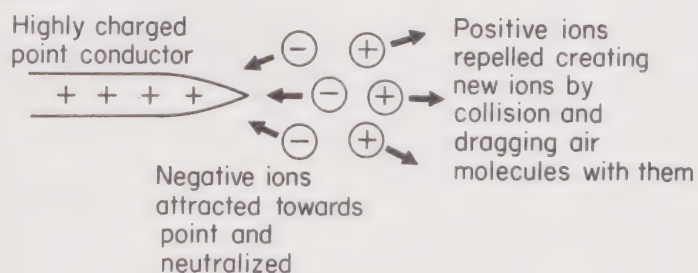 Highly charged
point conductor
+ + + +
−
+
−
+
−
+
Positive ions
repelled creating
new ions by
collision and
dragging air
molecules with them
Negative ions
attracted towards
point and
neutralized